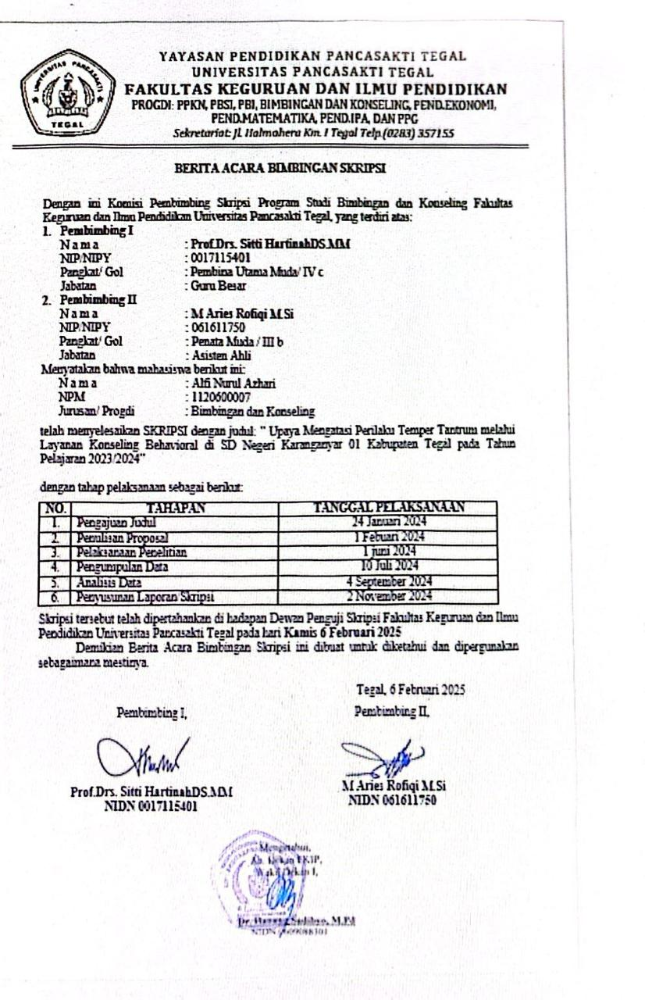 UNIVERSITAS PANCASAKTI
TEGAL
YAYASAN PENDIDIKAN PANCASAKTI TEGAL
UNIVERSITAS PANCASAKTI TEGAL
FAKULTAS KEGURUAN DAN ILMU PENDIDIKAN
PROGDI: PPKN, PBSI, PBI, BIMBINGAN DAN KONSELING, PEND.EKONOMI,
PEND.MATEMATIKA, PEND.IPA, DAN PPG
Sekretariat: Jl. Halmahera Km. 1 Tegal Telp.(0283) 357155
BERITA ACARA BIMBINGAN SKRIPSI
Dengan ini Komisi Pembimbing Skripsi Program Studi Bimbingan dan Konseling Fakultas
Keguruan dan Ilmu Pendidikan Universitas Pancasakti Tegal, yang terdiri atas:
1. Pembimbing I
N a m a : Prof.Drs. Sitti HartinahDS.MM
NIP/NIPY : 0017115401
Pangkat/ Gol : Pembina Utama Muda/ IV c
Jabatan : Guru Besar
2. Pembimbing II
N a m a : M Aries Rofiqi M.Si
NIP/NIPY : 061611750
Pangkat/ Gol : Penata Muda / III b
Jabatan : Asisten Ahli
Menyatakan bahwa mahasiswa berikut ini:
N a m a : Alfi Nurul Azhari
NPM : 1120600007
Jurusan/ Progdi : Bimbingan dan Konseling
telah menyelesaikan SKRIPSI dengan judul: " Upaya Mengatasi Perilaku Temper Tantrum melalui
Layanan Konseling Behavioral di SD Negeri Karanganyar 01 Kabupaten Tegal pada Tahun
Pelajaran 2023/2024"
dengan tahap pelaksanaan sebagai berikut:
NO. TAHAPAN TANGGAL PELAKSANAAN
1. Pengajuan Judul 24 Januari 2024
2. Penulisan Proposal 1 Febuari 2024
3. Pelaksanaan Penelitian 1 juni 2024
4. Pengumpulan Data 10 Juli 2024
5. Analisis Data 4 September 2024
6. Penyusunan Laporan/Skripsi 2 November 2024
Skripsi tersebut telah dipertahankan di hadapan Dewan Penguji Skripsi Fakultas Keguruan dan Ilmu
Pendidikan Universitas Pancasakti Tegal pada hari Kamis 6 Februari 2025
Demikian Berita Acara Bimbingan Skripsi ini dibuat untuk diketahui dan dipergunakan
sebagaimana mestinya.
Tegal, 6 Februari 2025
Pembimbing I, Pembimbing II,
Prof.Drs. Sitti HartinahDS.MM M Aries Rofiqi M.Si
NIDN 0017115401 NIDN 061611750
Mengetahui,
Dekan FKIP,
Wakil Dekan I,
Dr. M.Pd
NIDN